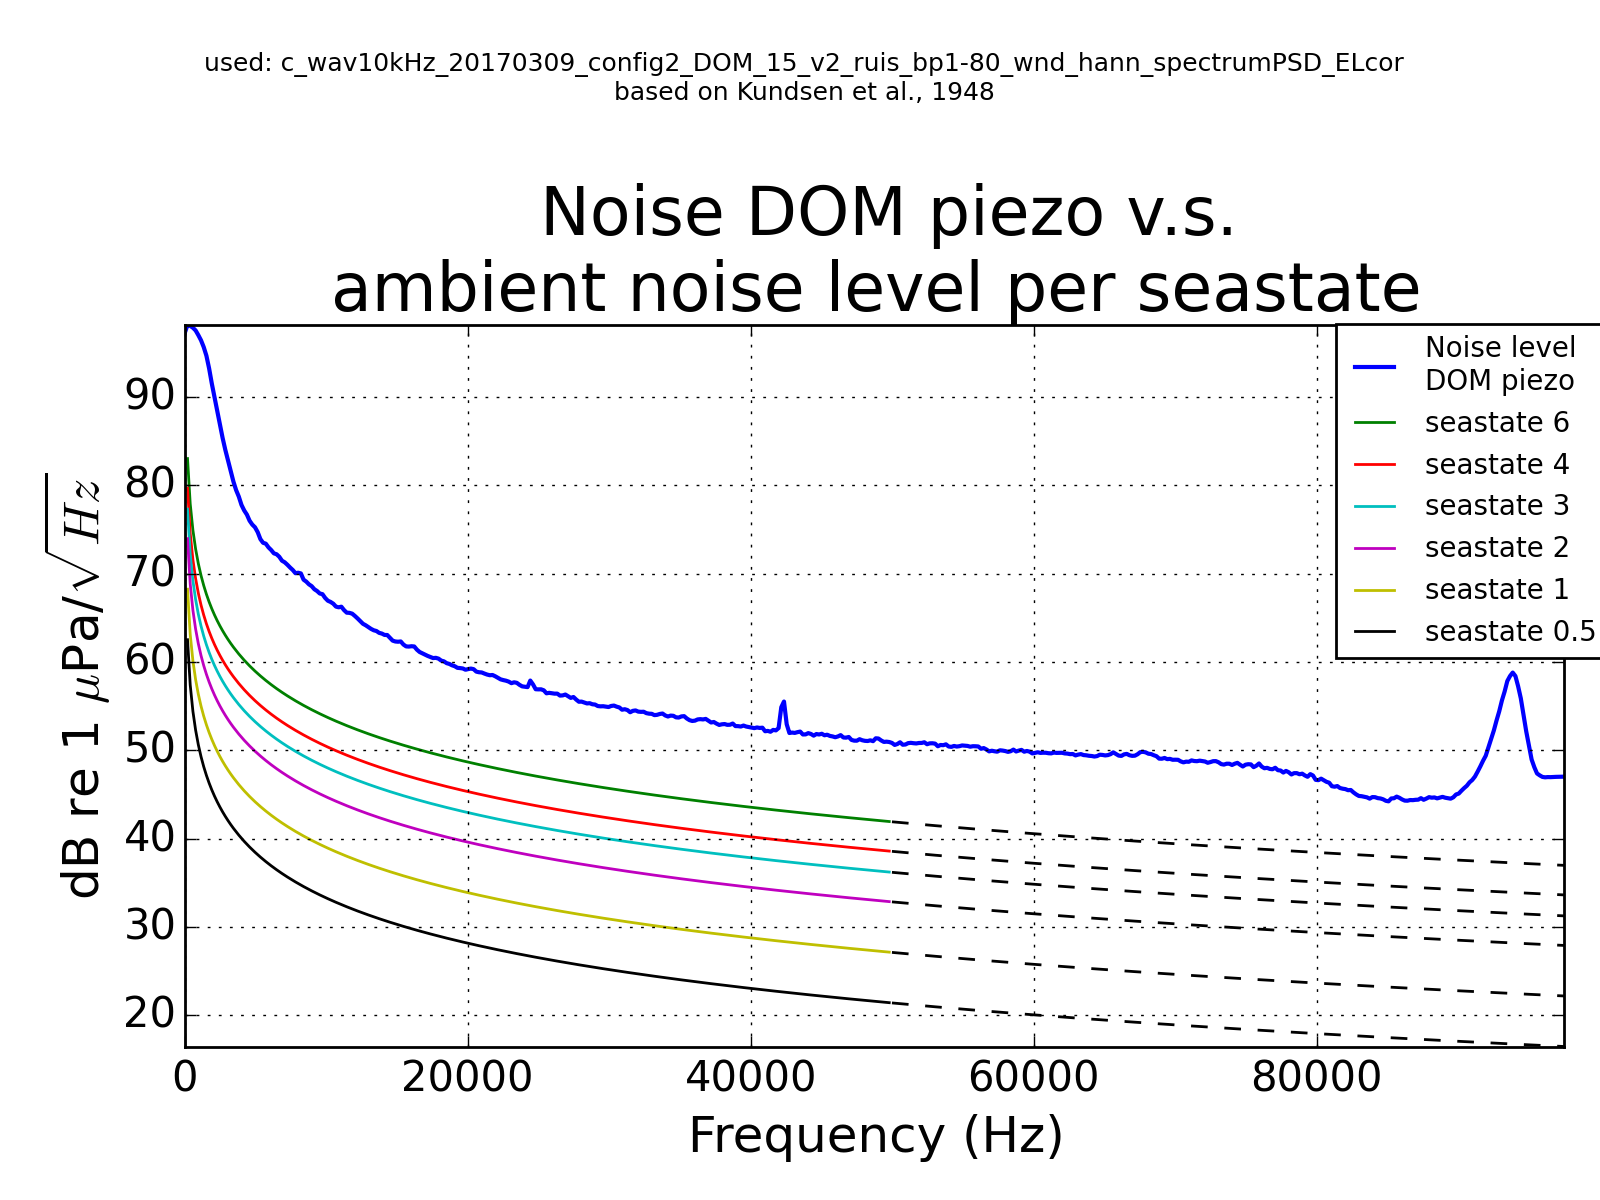 used: c_wav10kHz_20170309_config2_DOM_15_v2_ruis_bp1-80_wnd_hann_spectrumPSD_ELcor
based on Kundsen et al., 1948
Noise DOM piezo v.s.
ambient noise level per seastate
Noise level
DOM piezo
seastate 6
seastate 4
seastate 3
seastate 2
seastate 1
seastate 0.5
dB re 1 μPa/√Hz
90
80
70
60
50
40
30
20
0 20000 40000 60000 80000
Frequency (Hz)